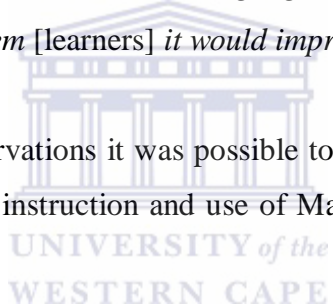 [learners] it would impr
rvations it was possible to
instruction and use of Ma
UNIVERSITY of the
WESTERN CAPE